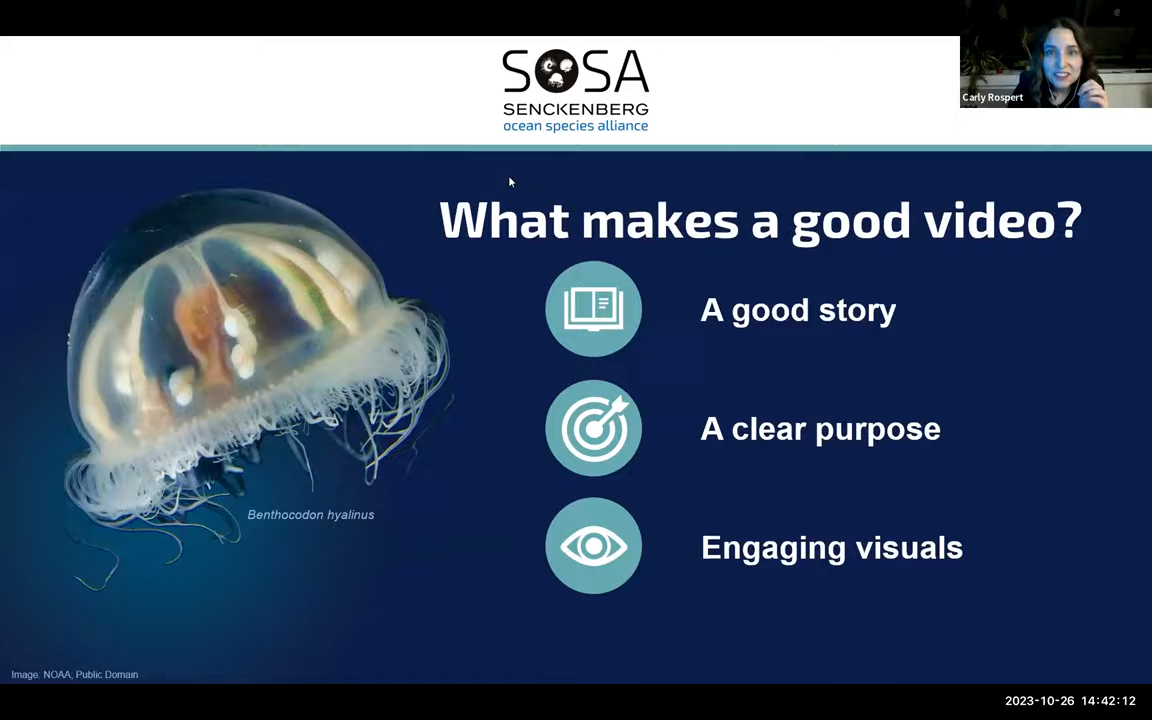 SOSA
SENCKENBERG
ocean species alliance
Carly Rospert
What makes a good video?
A good story
A clear purpose
Engaging visuals
Benthocodon hyalinus
Image: NOAA, Public Domain
2023-10-26 14:42:12